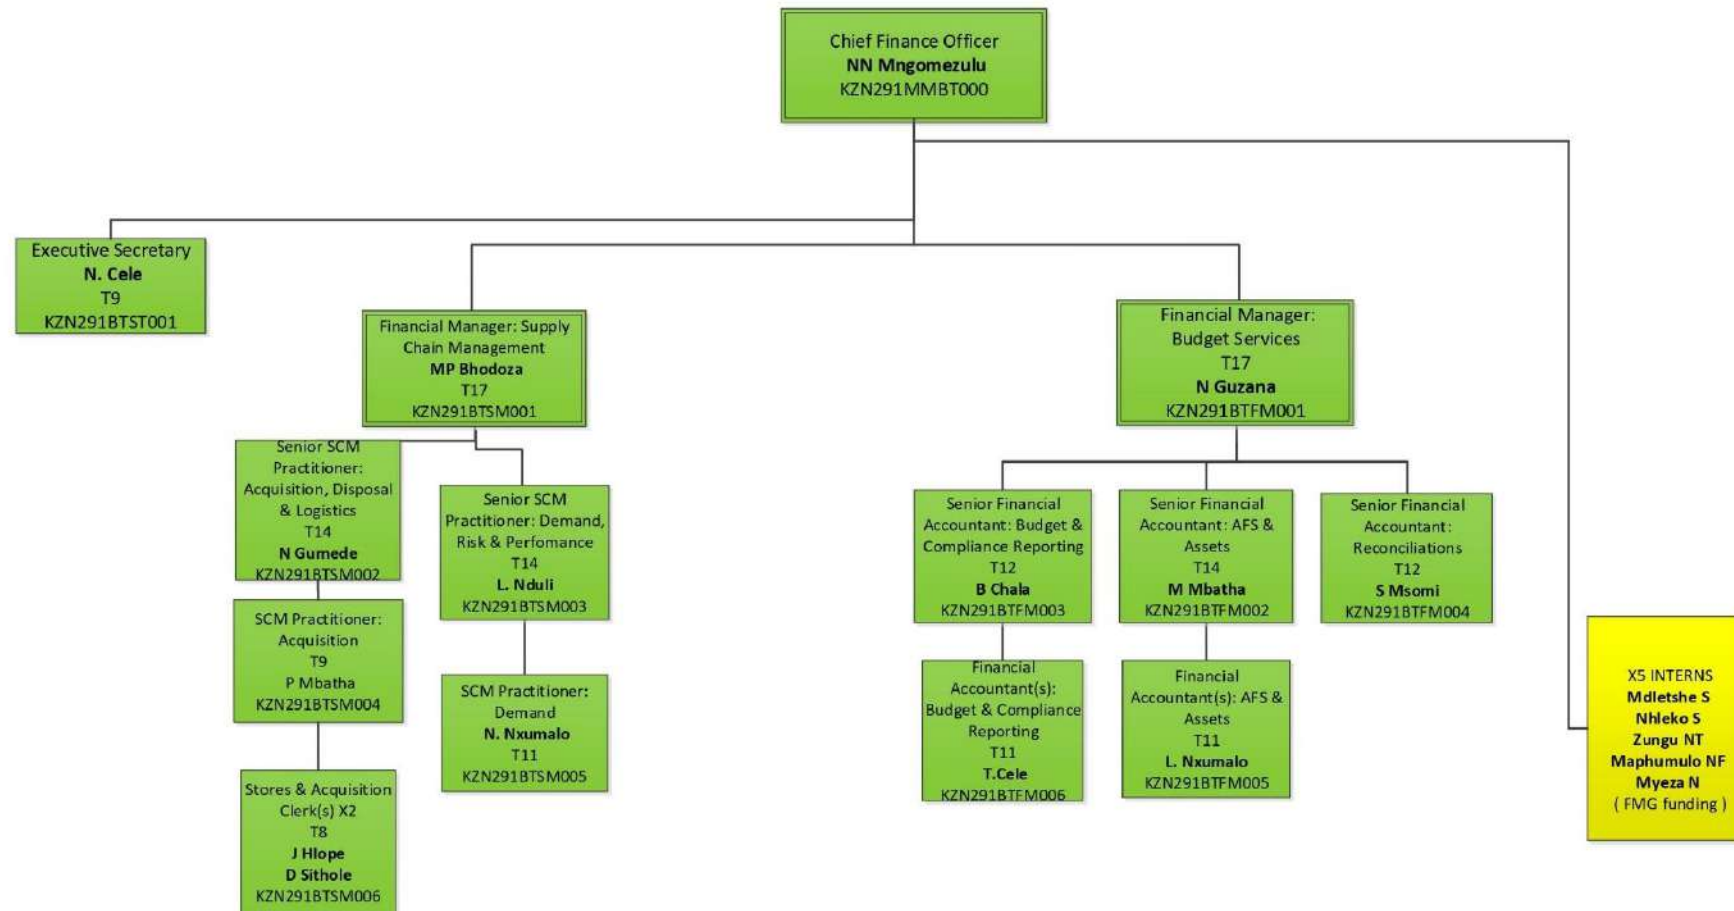 Chief Finance Officer
NN Mngomezulu
KZN291MMBT000
Executive Secretary
N. Cele
T9
KZN291BTST001
Financial Manager: Supply
Chain Management
MP Bhodoza
T17
KZN291BTSM001
Financial Manager:
Budget Services
T17
N Guzana
KZN291BTFM001
Senior SCM
Practitioner:
Acquisition, Disposal
& Logistics
T14
N Gumede
KZN291BTSM002
Senior SCM
Practitioner: Demand,
Risk & Perfomance
T14
L. Nduli
KZN291BTSM003
Senior Financial
Accountant: Budget &
Compliance Reporting
T12
B Chala
KZN291BTFM003
Senior Financial
Accountant: AFS &
Assets
T14
M Mbatha
KZN291BTFM002
Senior Financial
Accountant:
Reconciliations
T12
S Msomi
KZN291BTFM004
SCM Practitioner:
Acquisition
T9
P Mbatha
KZN291BTSM004
SCM Practitioner:
Demand
N. Nxumalo
T11
KZN291BTSM005
Financial
Accountant(s):
Budget & Compliance
Reporting
T11
T.Cele
KZN291BTFM006
Financial
Accountant(s): AFS &
Assets
T11
L. Nxumalo
KZN291BTFM005
X5 INTERNS
Mdletshe S
Nhleko S
Zungu NT
Maphumulo NF
Myeza N
( FMG funding )
Stores & Acquisition
Clerk(s) X2
T8
J Hlope
D Sithole
KZN291BTSM006